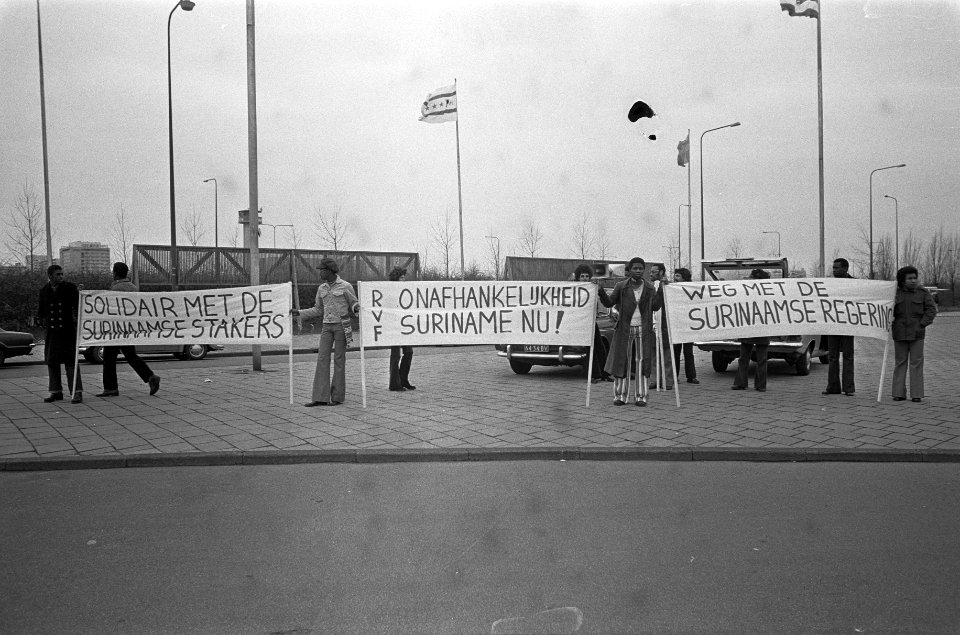 SOLIDAIR MET DE
SURINAAMSE STAKERS
RVF
ONAFHANKELIJKHEID
SURINAME NU!
WEG MET DE
SURINAAMSE REGERING